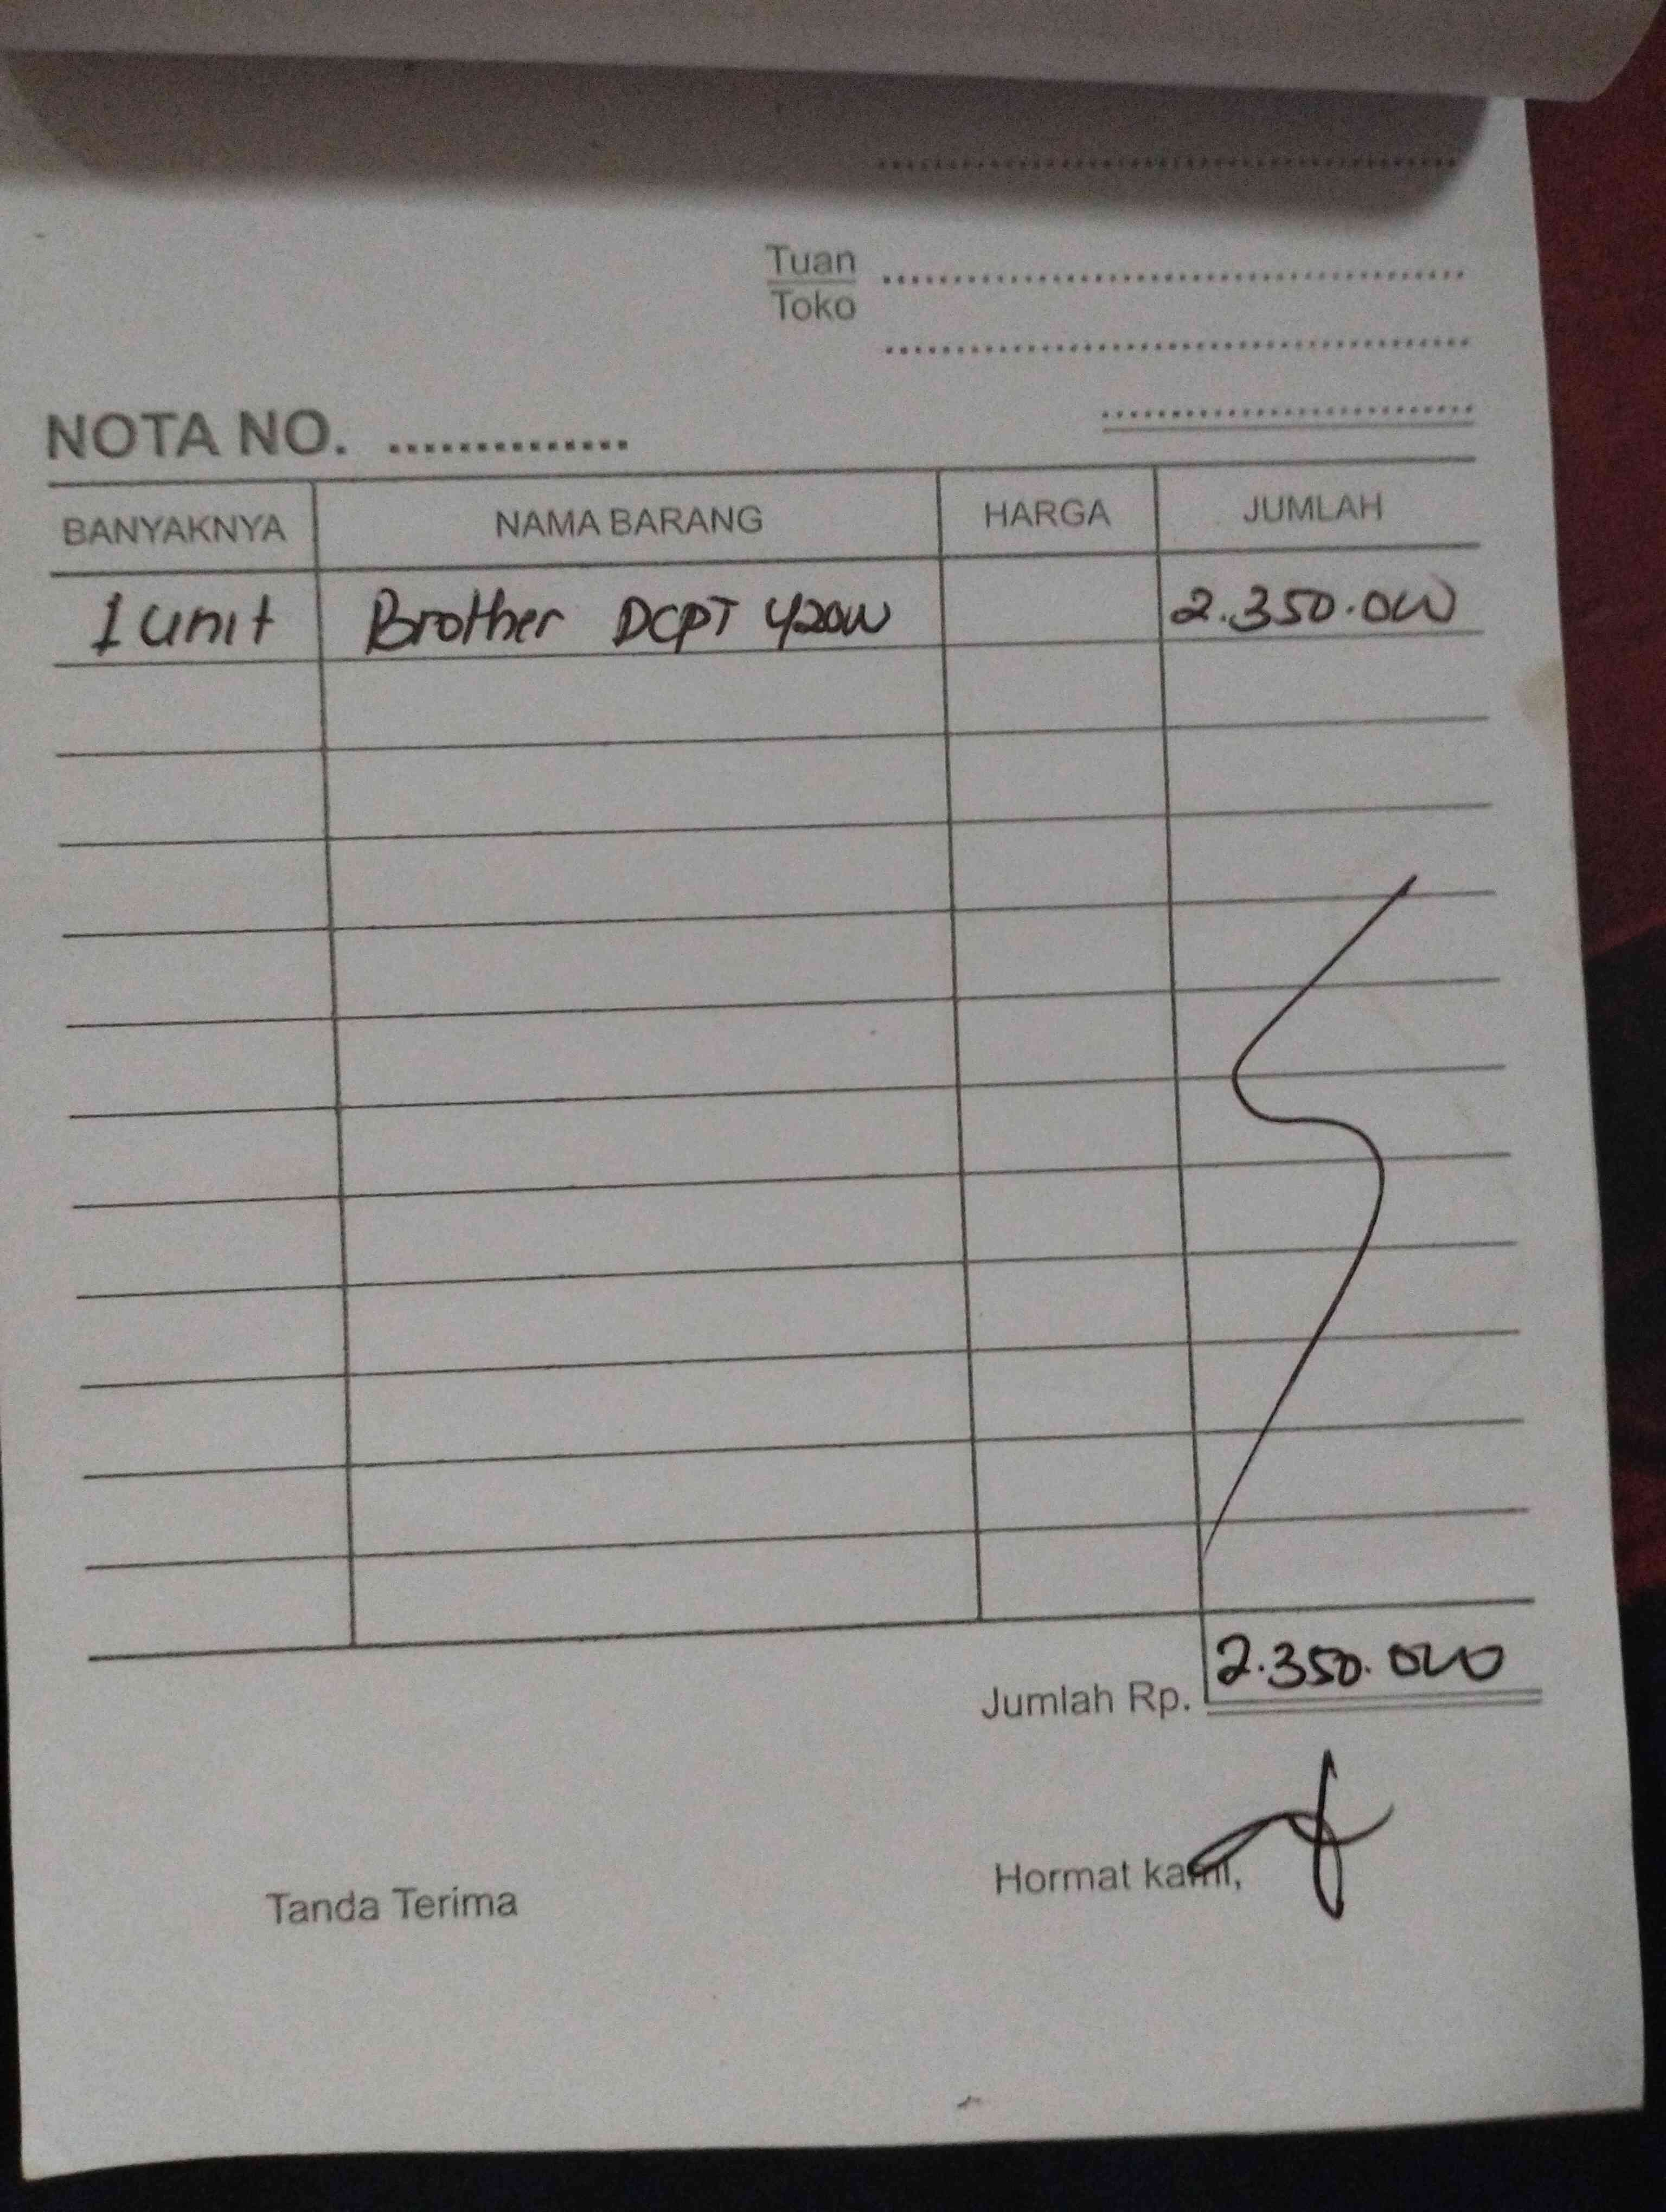 Tuan
Toko
NOTA NO. ..............
BANYAKNYA NAMA BARANG HARGA JUMLAH
1 unit Brother DCPT 420W 2.350.000
Jumlah Rp. 2.350.000
Tanda Terima Hormat kami,